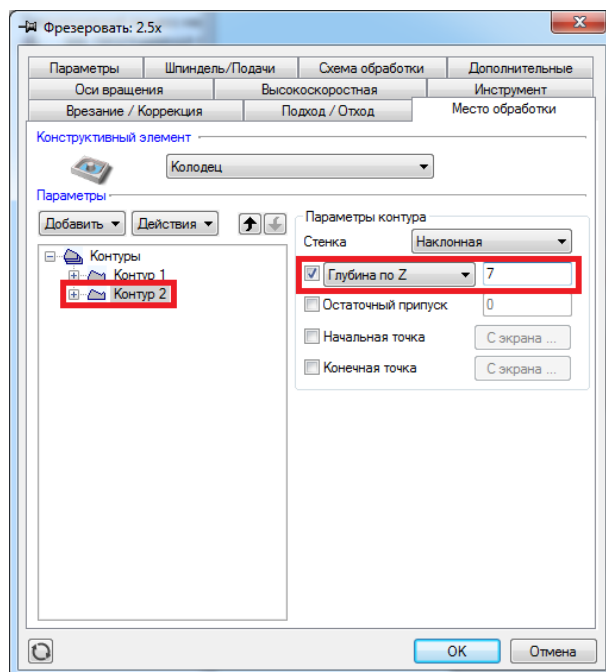 Фрезеровать: 2.5x
Параметры Шпиндель/Подачи Схема обработки Дополнительные
Оси вращения Высокоскоростная Инструмент
Врезание / Коррекция Подход / Отход Место обработки
Конструктивный элемент
Колодец
Параметры
Добавить Действия
Контуры
Контур 1
Контур 2
Параметры контура
Стенка Наклонная
Глубина по Z 7
Остаточный припуск 0
Начальная точка С экрана ...
Конечная точка С экрана ...
OK Отмена